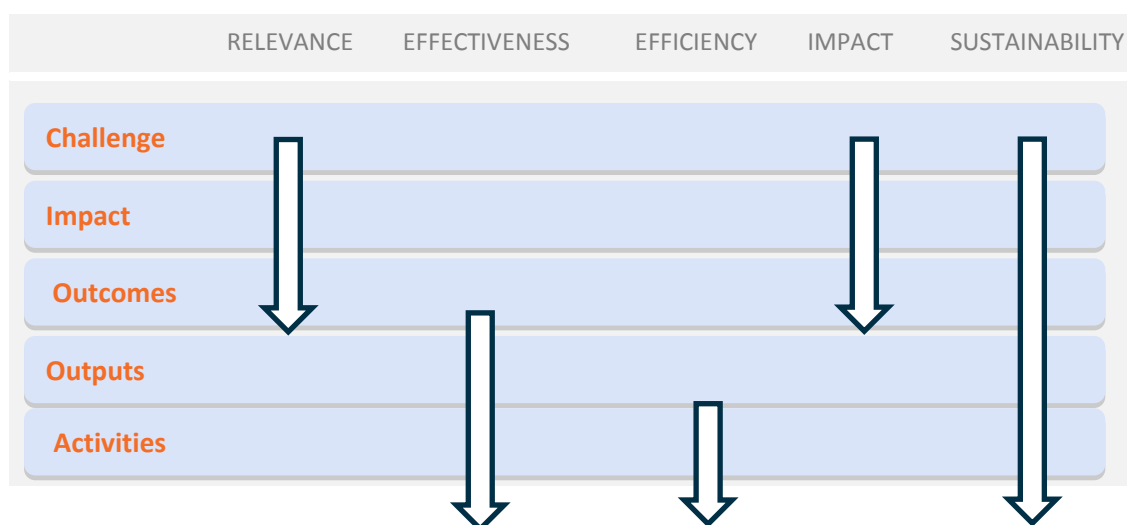 RELEVANCE EFFECTIVENESS EFFICIENCY IMPACT SUSTAINABILITY
Challenge
Impact
Outcomes
Outputs
Activities